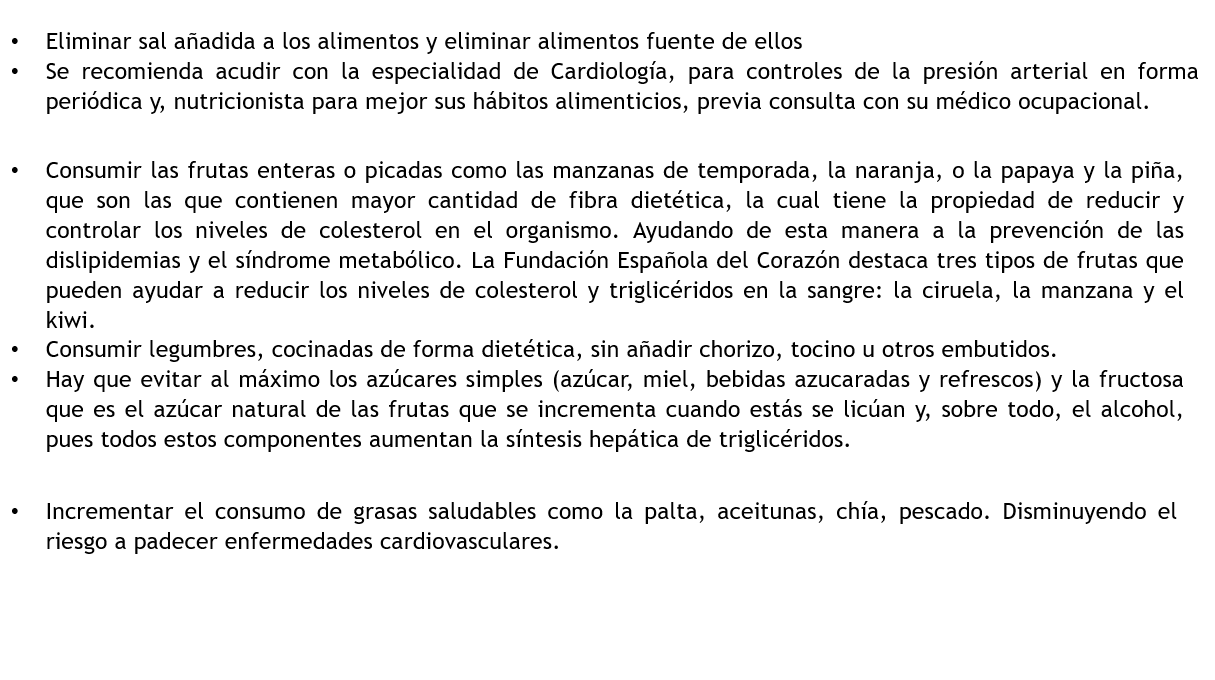 • Eliminar sal añadida a los alimentos y eliminar alimentos fuente de ellos
• Se recomienda acudir con la especialidad de Cardiología, para controles de la presión arterial en forma
periódica y, nutricionista para mejor sus hábitos alimenticios, previa consulta con su médico ocupacional.
• Consumir las frutas enteras o picadas como las manzanas de temporada, la naranja, o la papaya y la piña,
que son las que contienen mayor cantidad de fibra dietética, la cual tiene la propiedad de reducir y
controlar los niveles de colesterol en el organismo. Ayudando de esta manera a la prevención de las
dislipidemias y el síndrome metabólico. La Fundación Española del Corazón destaca tres tipos de frutas que
pueden ayudar a reducir los niveles de colesterol y triglicéridos en la sangre: la ciruela, la manzana y el
kiwi.
• Consumir legumbres, cocinadas de forma dietética, sin añadir chorizo, tocino u otros embutidos.
• Hay que evitar al máximo los azúcares simples (azúcar, miel, bebidas azucaradas y refrescos) y la fructosa
que es el azúcar natural de las frutas que se incrementa cuando estás se licúan y, sobre todo, el alcohol,
pues todos estos componentes aumentan la síntesis hepática de triglicéridos.
• Incrementar el consumo de grasas saludables como la palta, aceitunas, chía, pescado. Disminuyendo el
riesgo a padecer enfermedades cardiovasculares.